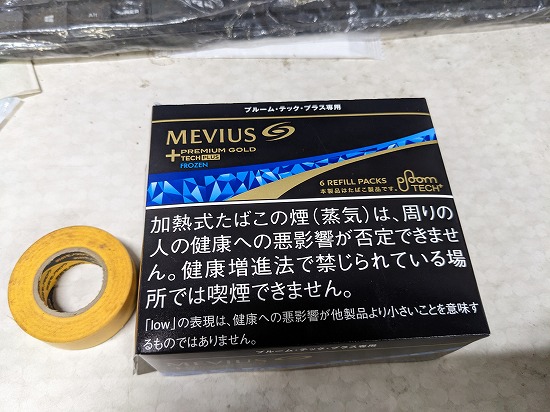 ブルーム・テック・プラス専用
MEVIUS
+PREMIUM GOLD
TECH PLUS
FROZEN
6 REFILL PACKS
本製品はたばこ製品です。
Ploom
TECH+
加熱式たばこの煙(蒸気)は、周りの
人の健康への悪影響が否定できませ
ん。健康増進法で禁じられている場
所では喫煙できません。
「low」の表現は、健康への悪影響が他製品より小さいことを意味す
るものではありません。
ブルーム・テック・プラス専用